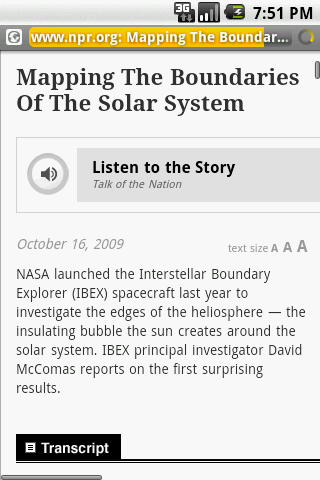 3G 7:51 PM
www.npr.org: Mapping The Boundar...
Mapping The Boundaries
Of The Solar System
Listen to the Story
Talk of the Nation
October 16, 2009
text size A A A
NASA launched the Interstellar Boundary
Explorer (IBEX) spacecraft last year to
investigate the edges of the heliosphere — the
insulating bubble the sun creates around the
solar system. IBEX principal investigator David
McComas reports on the first surprising
results.
Transcript